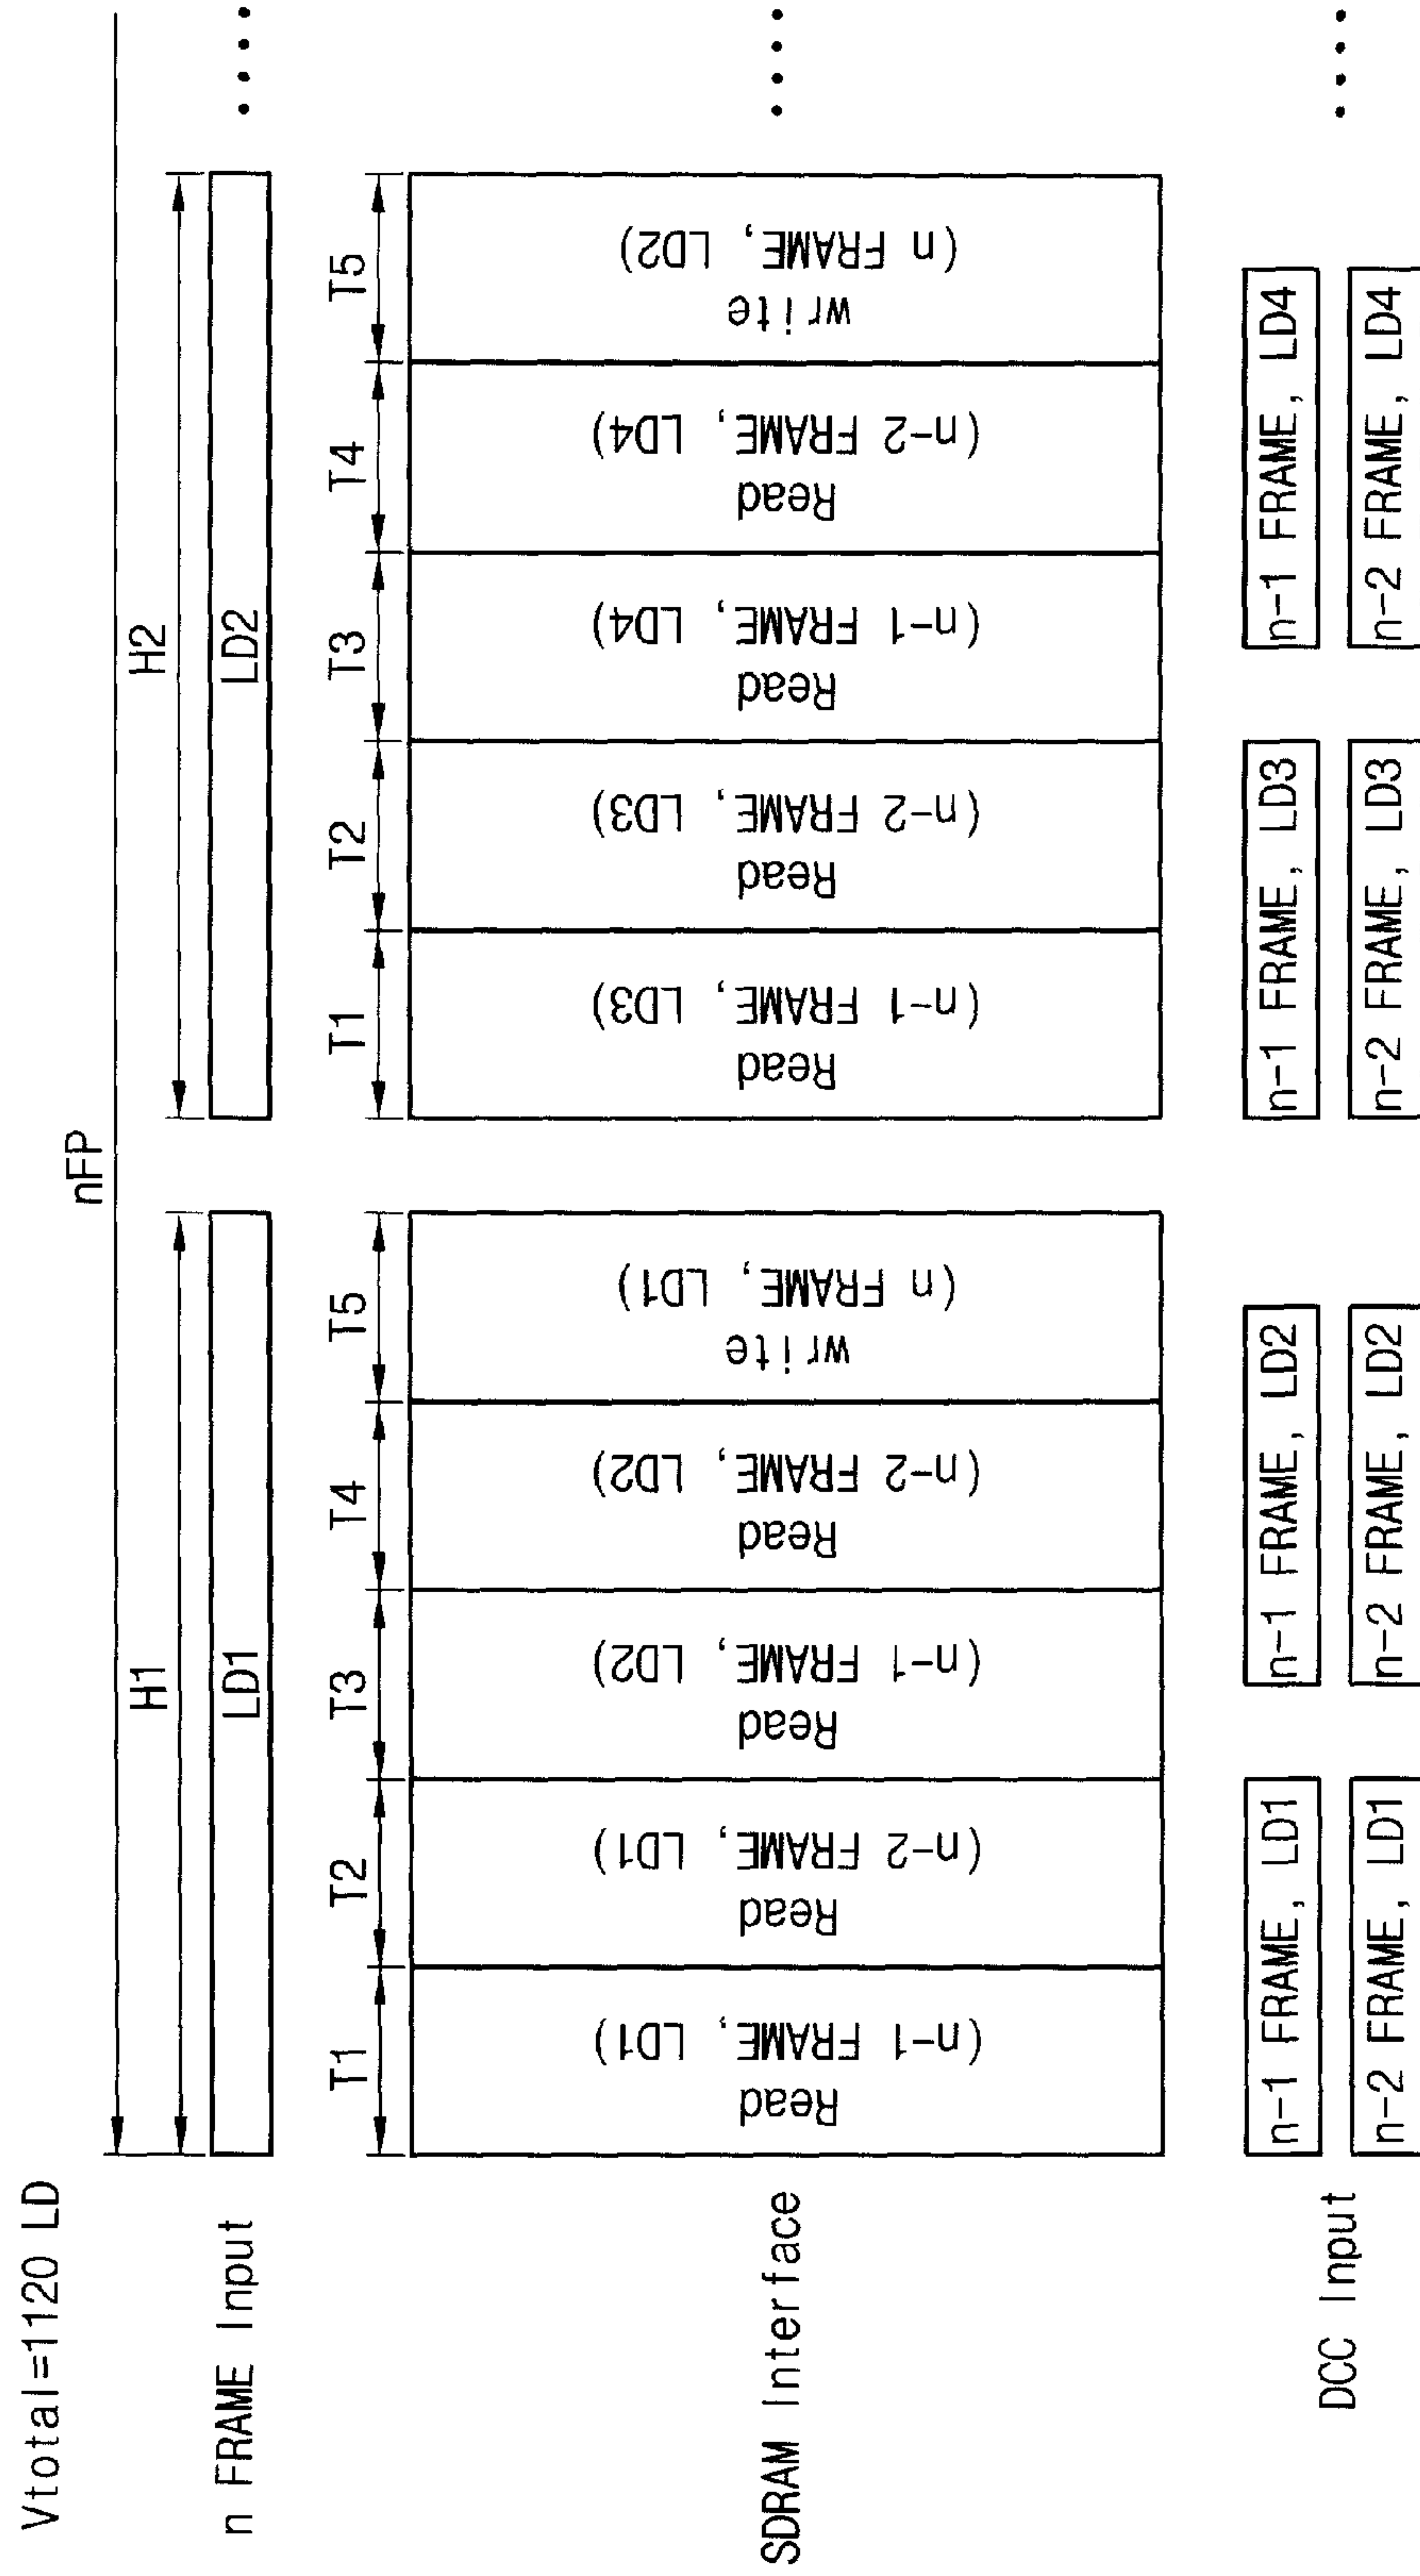 Vtotal=1120 LD
nFP
H1
H2
n FRAME Input
LD1
LD2
T1
T2
T3
T4
T5
T1
T2
T3
T4
T5
SDRAM Interface
Read
(n-1 FRAME, LD1)
Read
(n-2 FRAME, LD1)
Read
(n-1 FRAME, LD2)
Read
(n-2 FRAME, LD2)
write
(n FRAME, LD1)
Read
(n-1 FRAME, LD3)
Read
(n-2 FRAME, LD3)
Read
(n-1 FRAME, LD4)
Read
(n-2 FRAME, LD4)
write
(n FRAME, LD2)
DCC Input
n-1 FRAME, LD1
n-1 FRAME, LD2
n-1 FRAME, LD3
n-1 FRAME, LD4
n-2 FRAME, LD1
n-2 FRAME, LD2
n-2 FRAME, LD3
n-2 FRAME, LD4